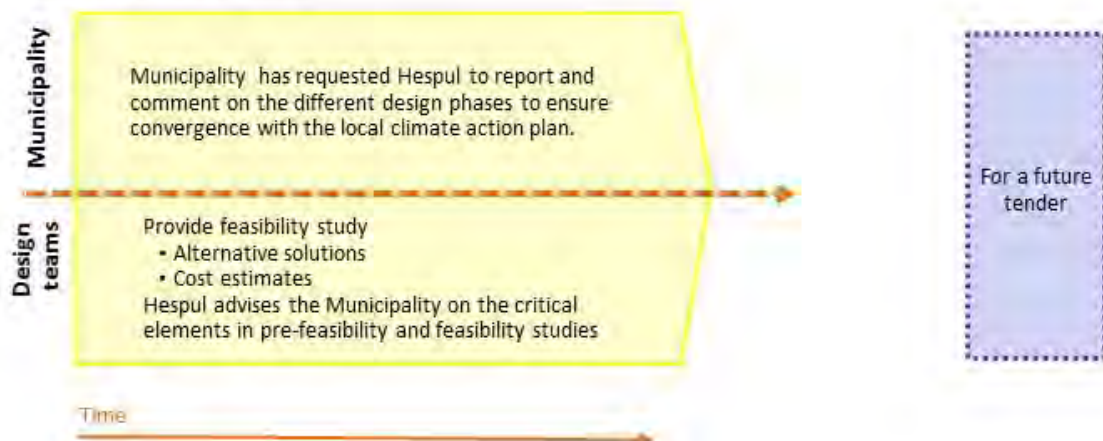 Municipality
Municipality has requested Hespul to report and
comment on the different design phases to ensure
convergence with the local climate action plan.
Design
teams
Provide feasibility study
• Alternative solutions
• Cost estimates
Hespul advises the Municipality on the critical
elements in pre-feasibility and feasibility studies
For a future
tender
Time